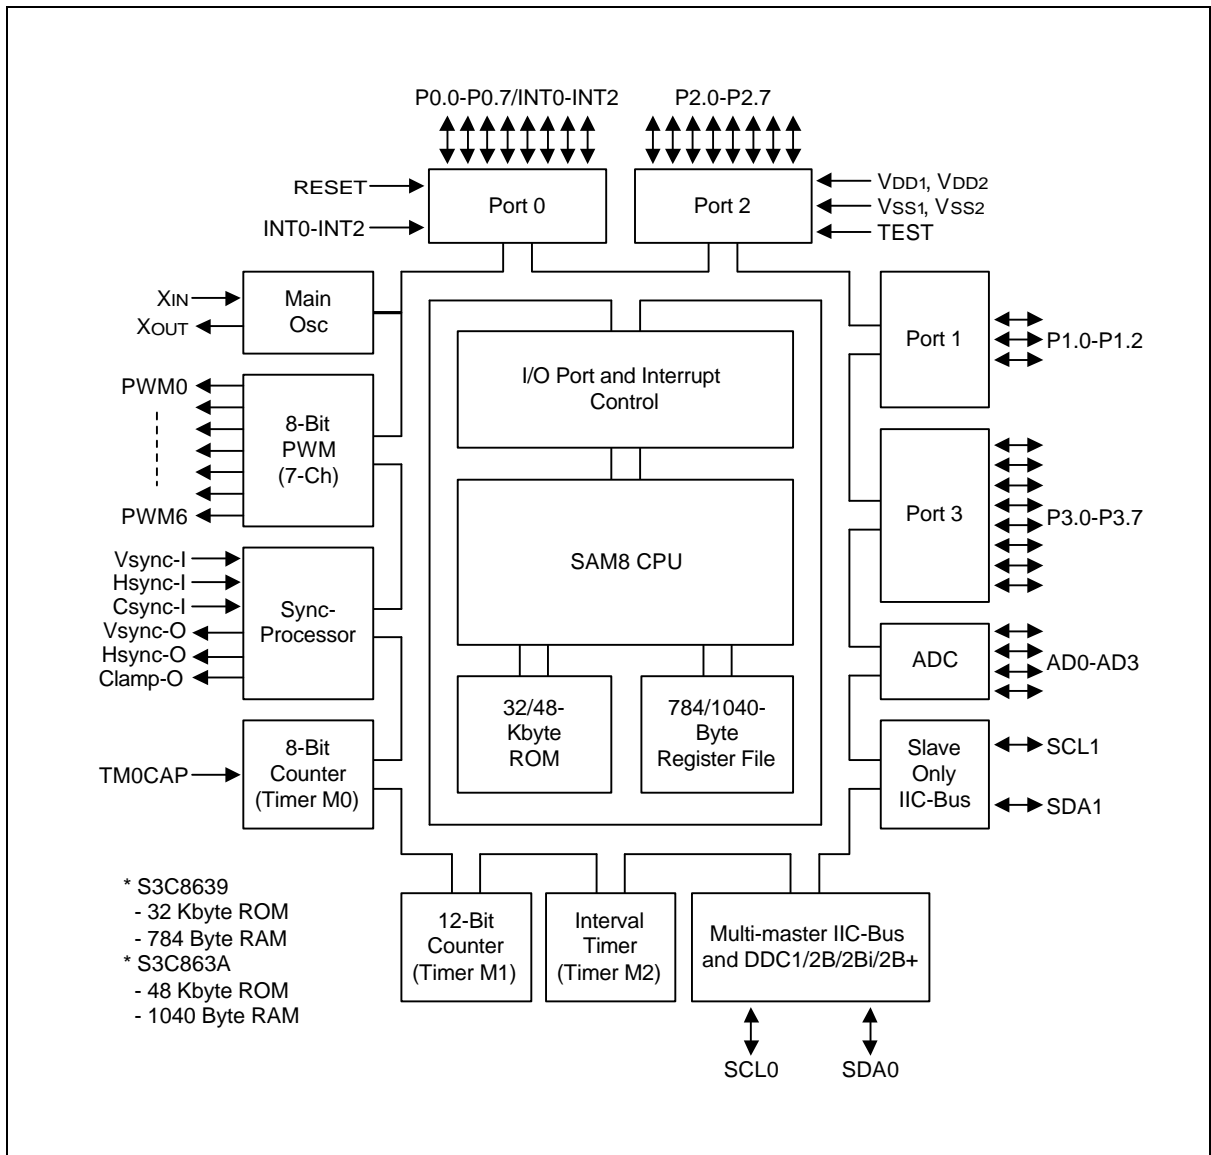 P0.0-P0.7/INT0-INT2
P2.0-P2.7
RESET
INT0-INT2
Port 0
Port 2
VDD1, VDD2
VSS1, VSS2
TEST
XIN
XOUT
Main
Osc
Port 1
P1.0-P1.2
I/O Port and Interrupt
Control
PWM0
PWM6
8-Bit
PWM
(7-Ch)
SAM8 CPU
Port 3
P3.0-P3.7
Vsync-I
Hsync-I
Csync-I
Vsync-O
Hsync-O
Clamp-O
Sync-
Processor
ADC
AD0-AD3
32/48-
Kbyte
ROM
784/1040-
Byte
Register File
TM0CAP
8-Bit
Counter
(Timer M0)
Slave
Only
IIC-Bus
SCL1
SDA1
* S3C8639
- 32 Kbyte ROM
- 784 Byte RAM
* S3C863A
- 48 Kbyte ROM
- 1040 Byte RAM
12-Bit
Counter
(Timer M1)
Interval
Timer
(Timer M2)
Multi-master IIC-Bus
and DDC1/2B/2Bi/2B+
SCL0
SDA0